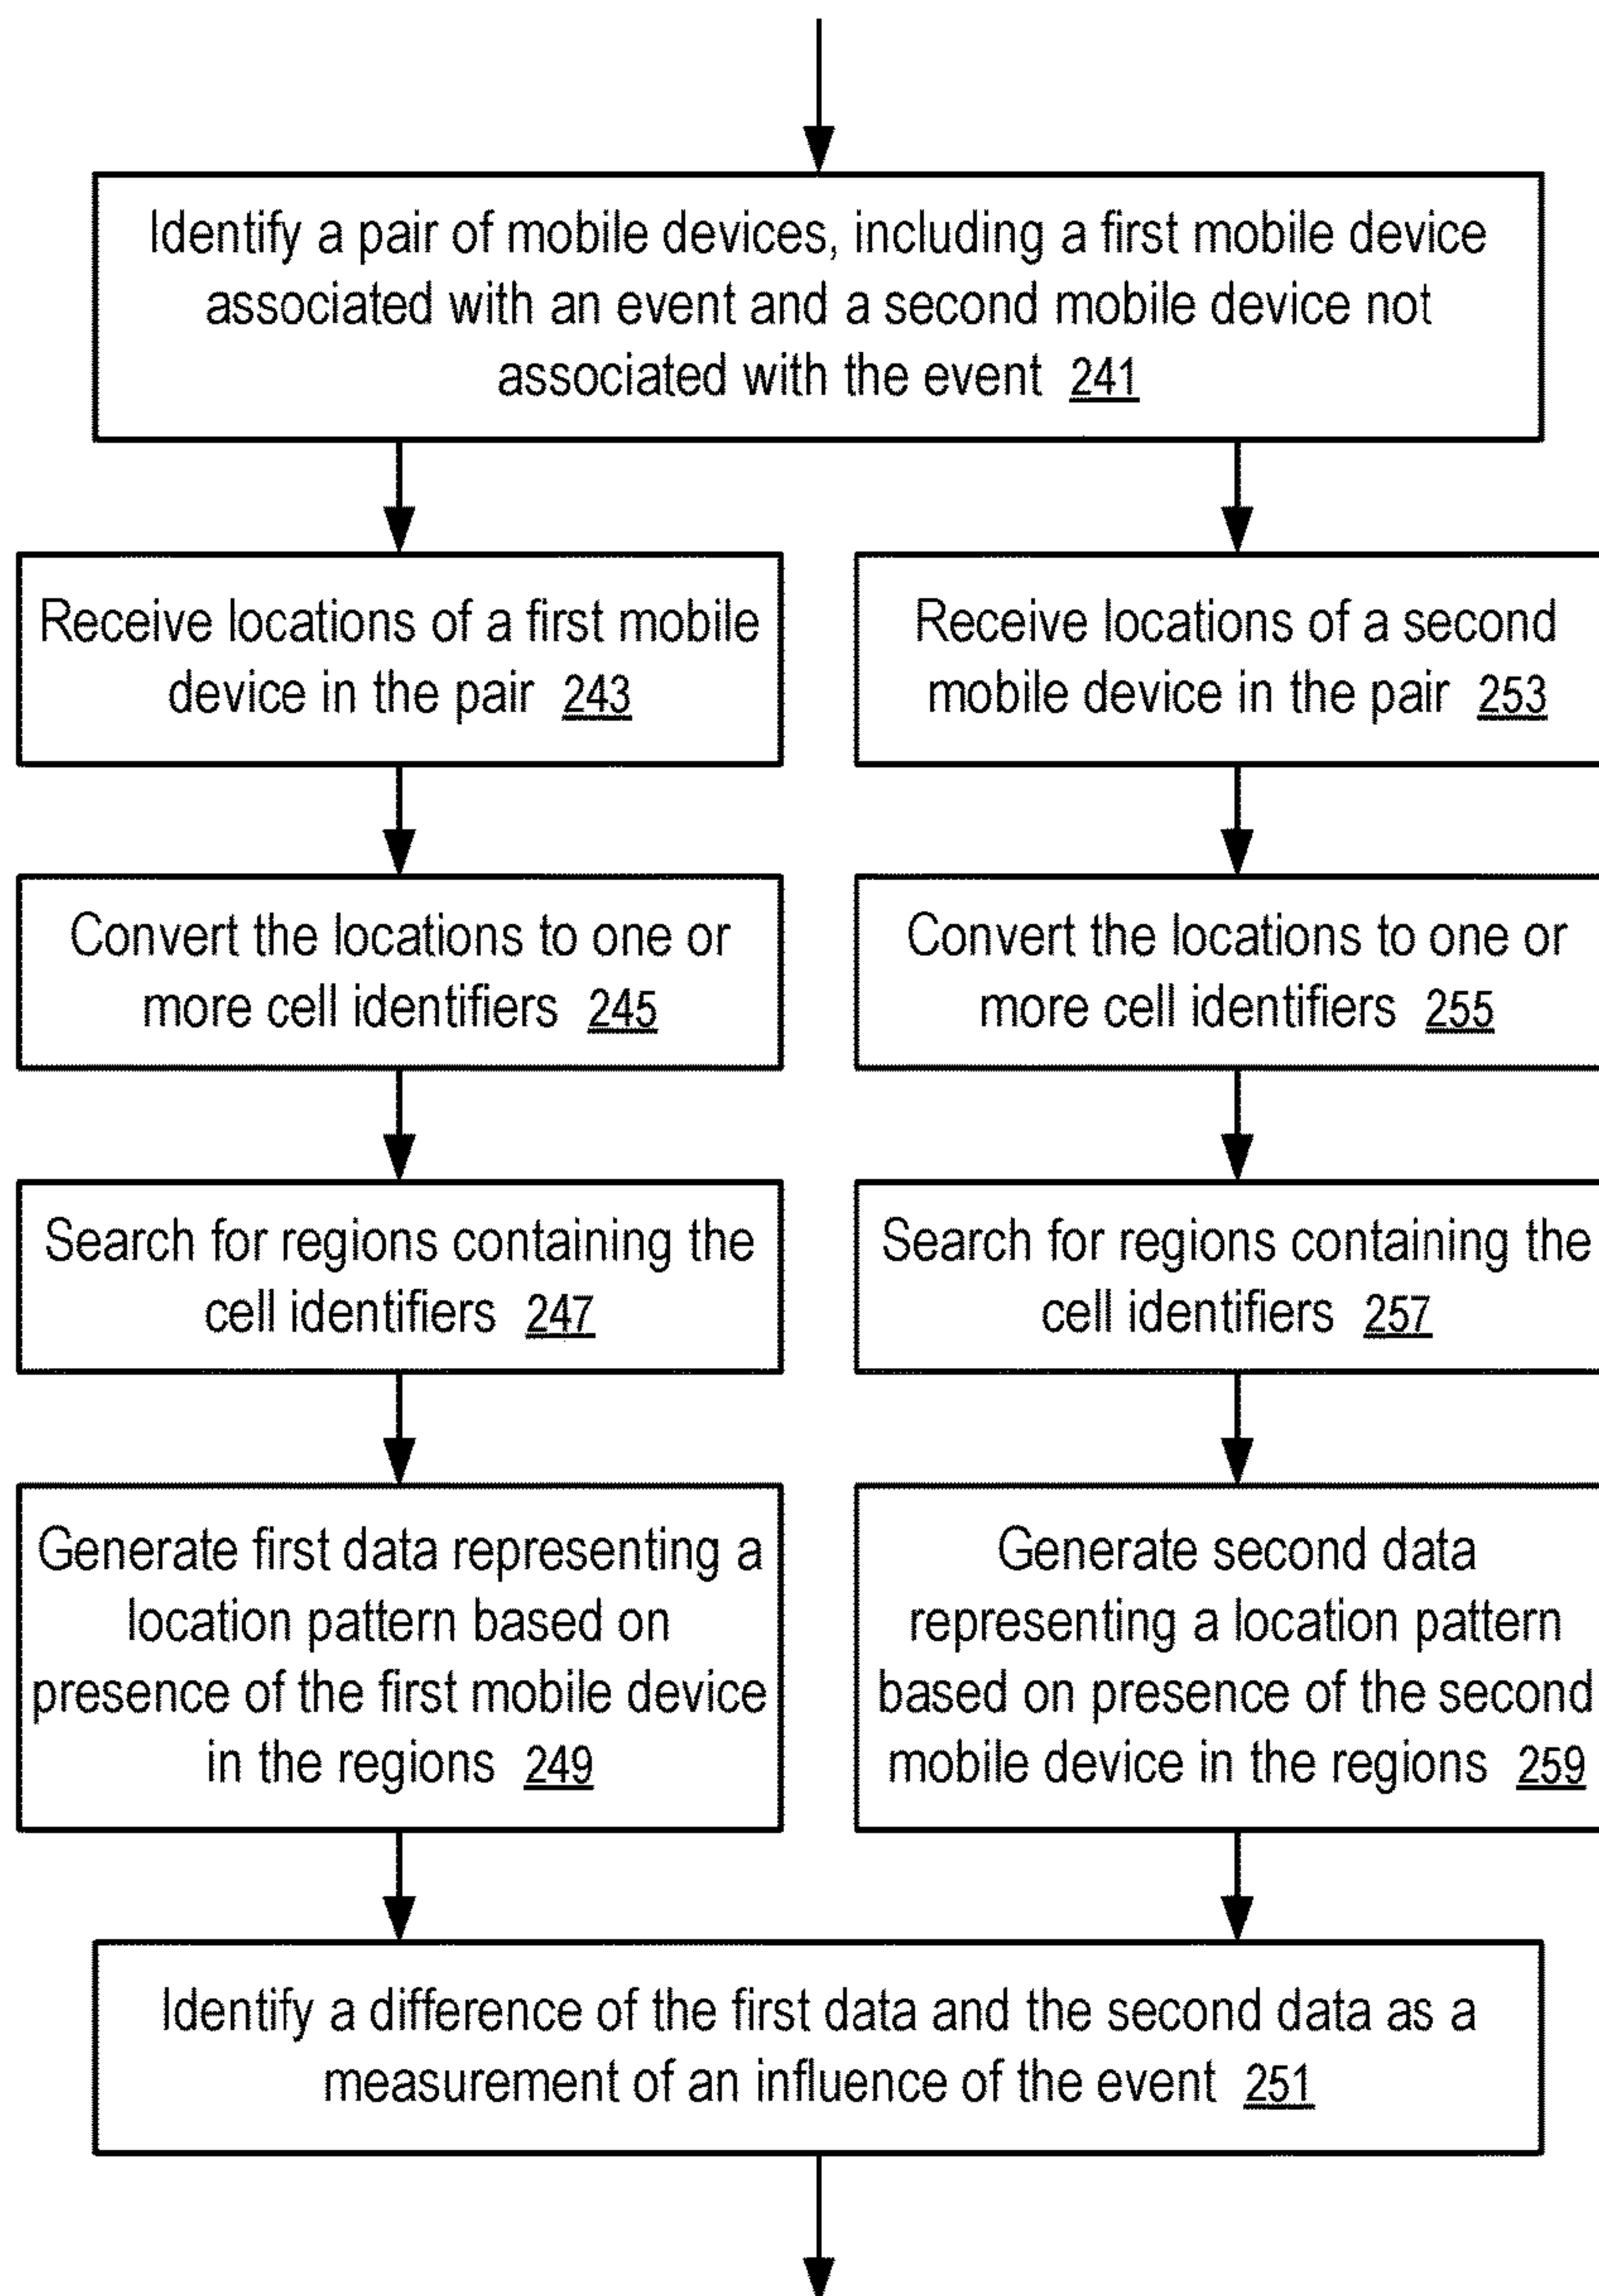 Identify a pair of mobile devices, including a first mobile device
associated with an event and a second mobile device not
associated with the event 241
Receive locations of a first mobile
device in the pair 243
Receive locations of a second
mobile device in the pair 253
Convert the locations to one or
more cell identifiers 245
Convert the locations to one or
more cell identifiers 255
Search for regions containing the
cell identifiers 247
Search for regions containing the
cell identifiers 257
Generate first data representing a
location pattern based on
presence of the first mobile device
in the regions 249
Generate second data
representing a location pattern
based on presence of the second
mobile device in the regions 259
Identify a difference of the first data and the second data as a
measurement of an influence of the event 251